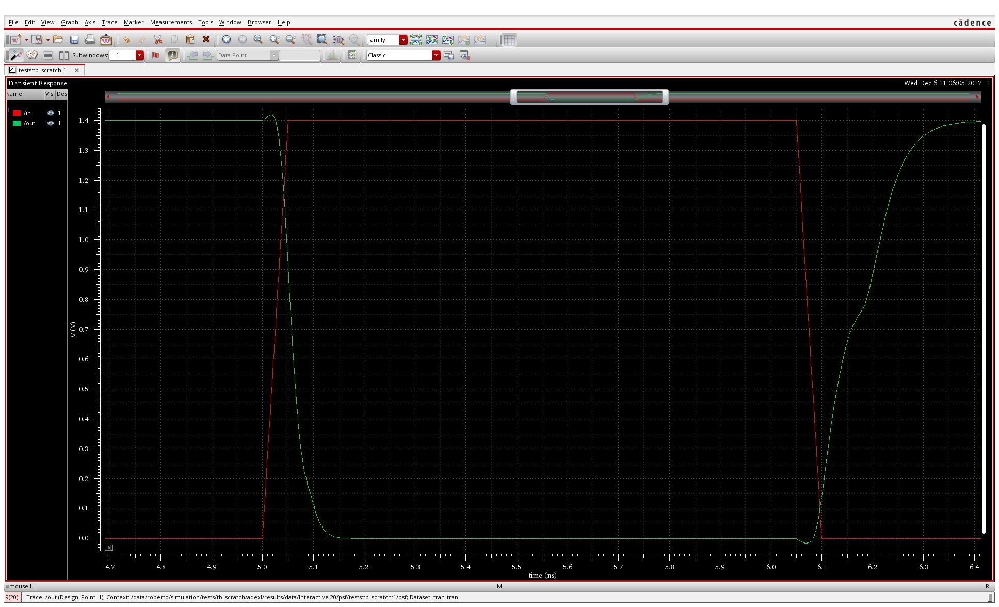 File Edit View Graph Axis Trace Marker Measurements Tools Window Browser Help
cādence
family
Subwindows: 1
Data Point
Classic
tests:tb_scratch:1
Transient Response
Wed Dec 6 11:06:05 2017 1
Name Vis Des
/in 1
/out 1
1.4
1.3
1.2
1.1
1.0
0.9
0.8
0.7
0.6
0.5
0.4
0.3
0.2
0.1
0.0
V (V)
4.7 4.8 4.9 5.0 5.1 5.2 5.3 5.4 5.5 5.6 5.7 5.8 5.9 6.0 6.1 6.2 6.3 6.4
time (ns)
mouse L: M: R:
9(20) Trace: /out (Design_Point=1); Context: /data/roberto/simulation/tests/tb_scratch/adexl/results/data/Interactive.20/psf/tests:tb_scratch:1/psf; Dataset: tran-tran